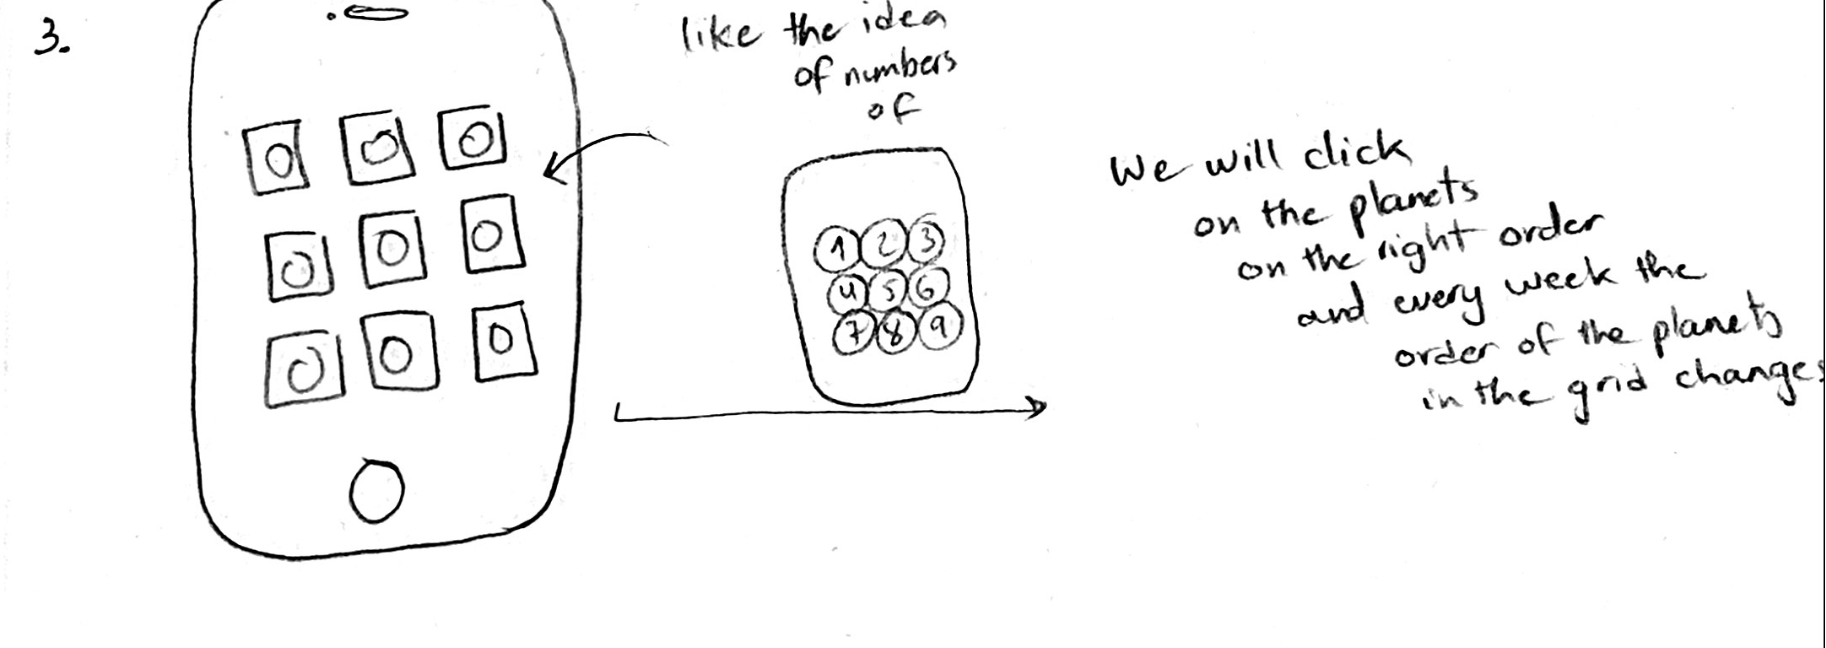 3.
like the idea
of numbers
of
1 2 3
4 5 6
7 8 9
We will click
on the planets
on the right order
and every week the
order of the planets
in the grid changes